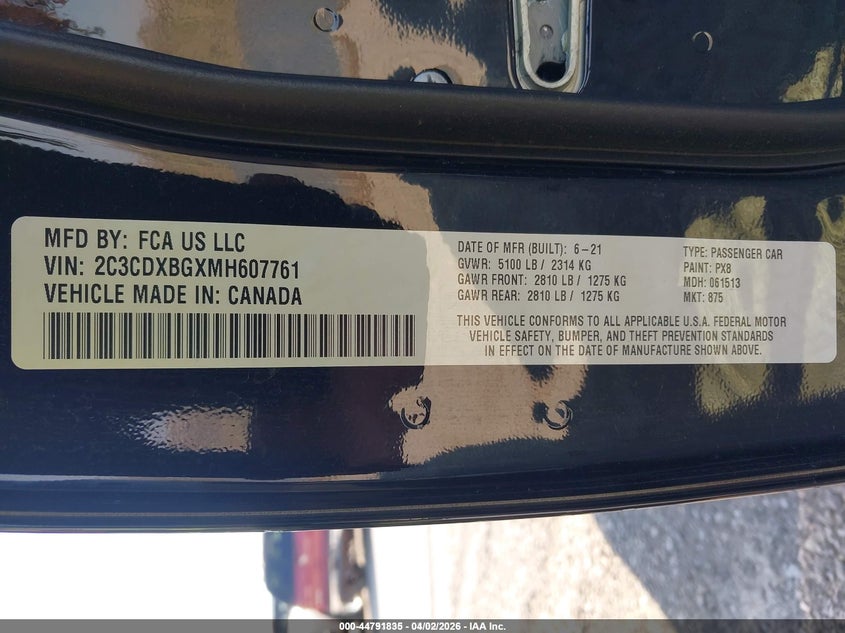 MFD BY: FCA US LLC
VIN: 2C3CDXBGXMH607761
VEHICLE MADE IN: CANADA
DATE OF MFR (BUILT): 6-21
GVWR: 5100 LB / 2314 KG
GAWR FRONT: 2810 LB / 1275 KG
GAWR REAR: 2810 LB / 1275 KG
TYPE: PASSENGER CAR
PAINT: PX8
MDH: 061513
MKT: 875
THIS VEHICLE CONFORMS TO ALL APPLICABLE U.S.A. FEDERAL MOTOR
VEHICLE SAFETY, BUMPER, AND THEFT PREVENTION STANDARDS
IN EFFECT ON THE DATE OF MANUFACTURE SHOWN ABOVE.
000-44791835 - 04/02/2026 - IAA Inc.